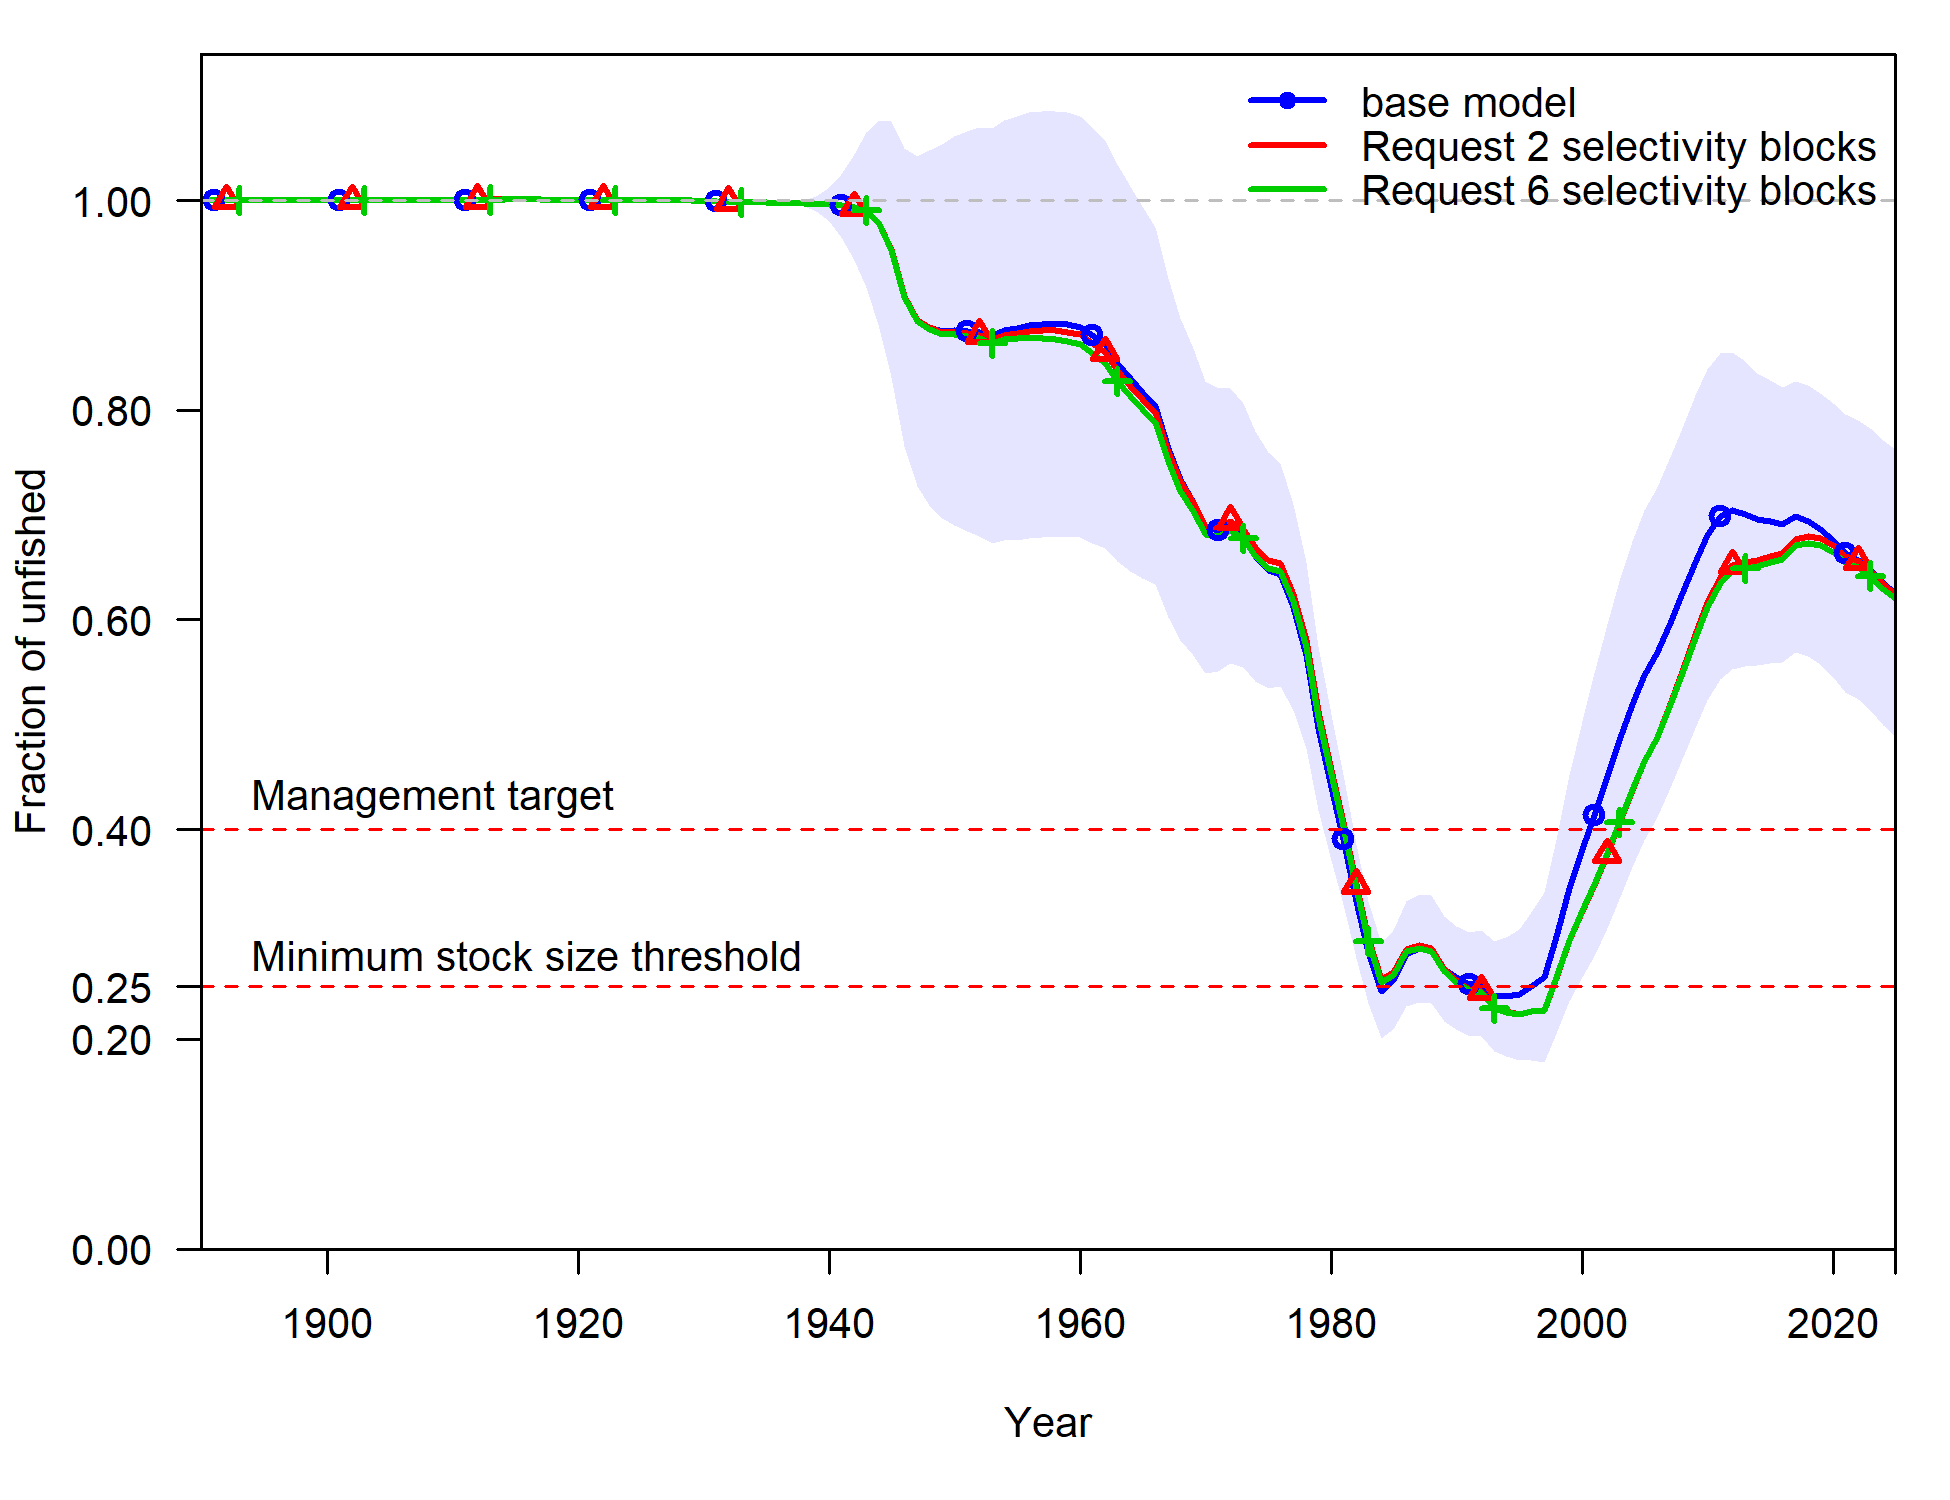 base model
Request 2 selectivity blocks
Request 6 selectivity blocks
1.00
0.80
0.60
0.40
0.25
0.20
0.00
Fraction of unfished
Management target
Minimum stock size threshold
1900 1920 1940 1960 1980 2000 2020
Year